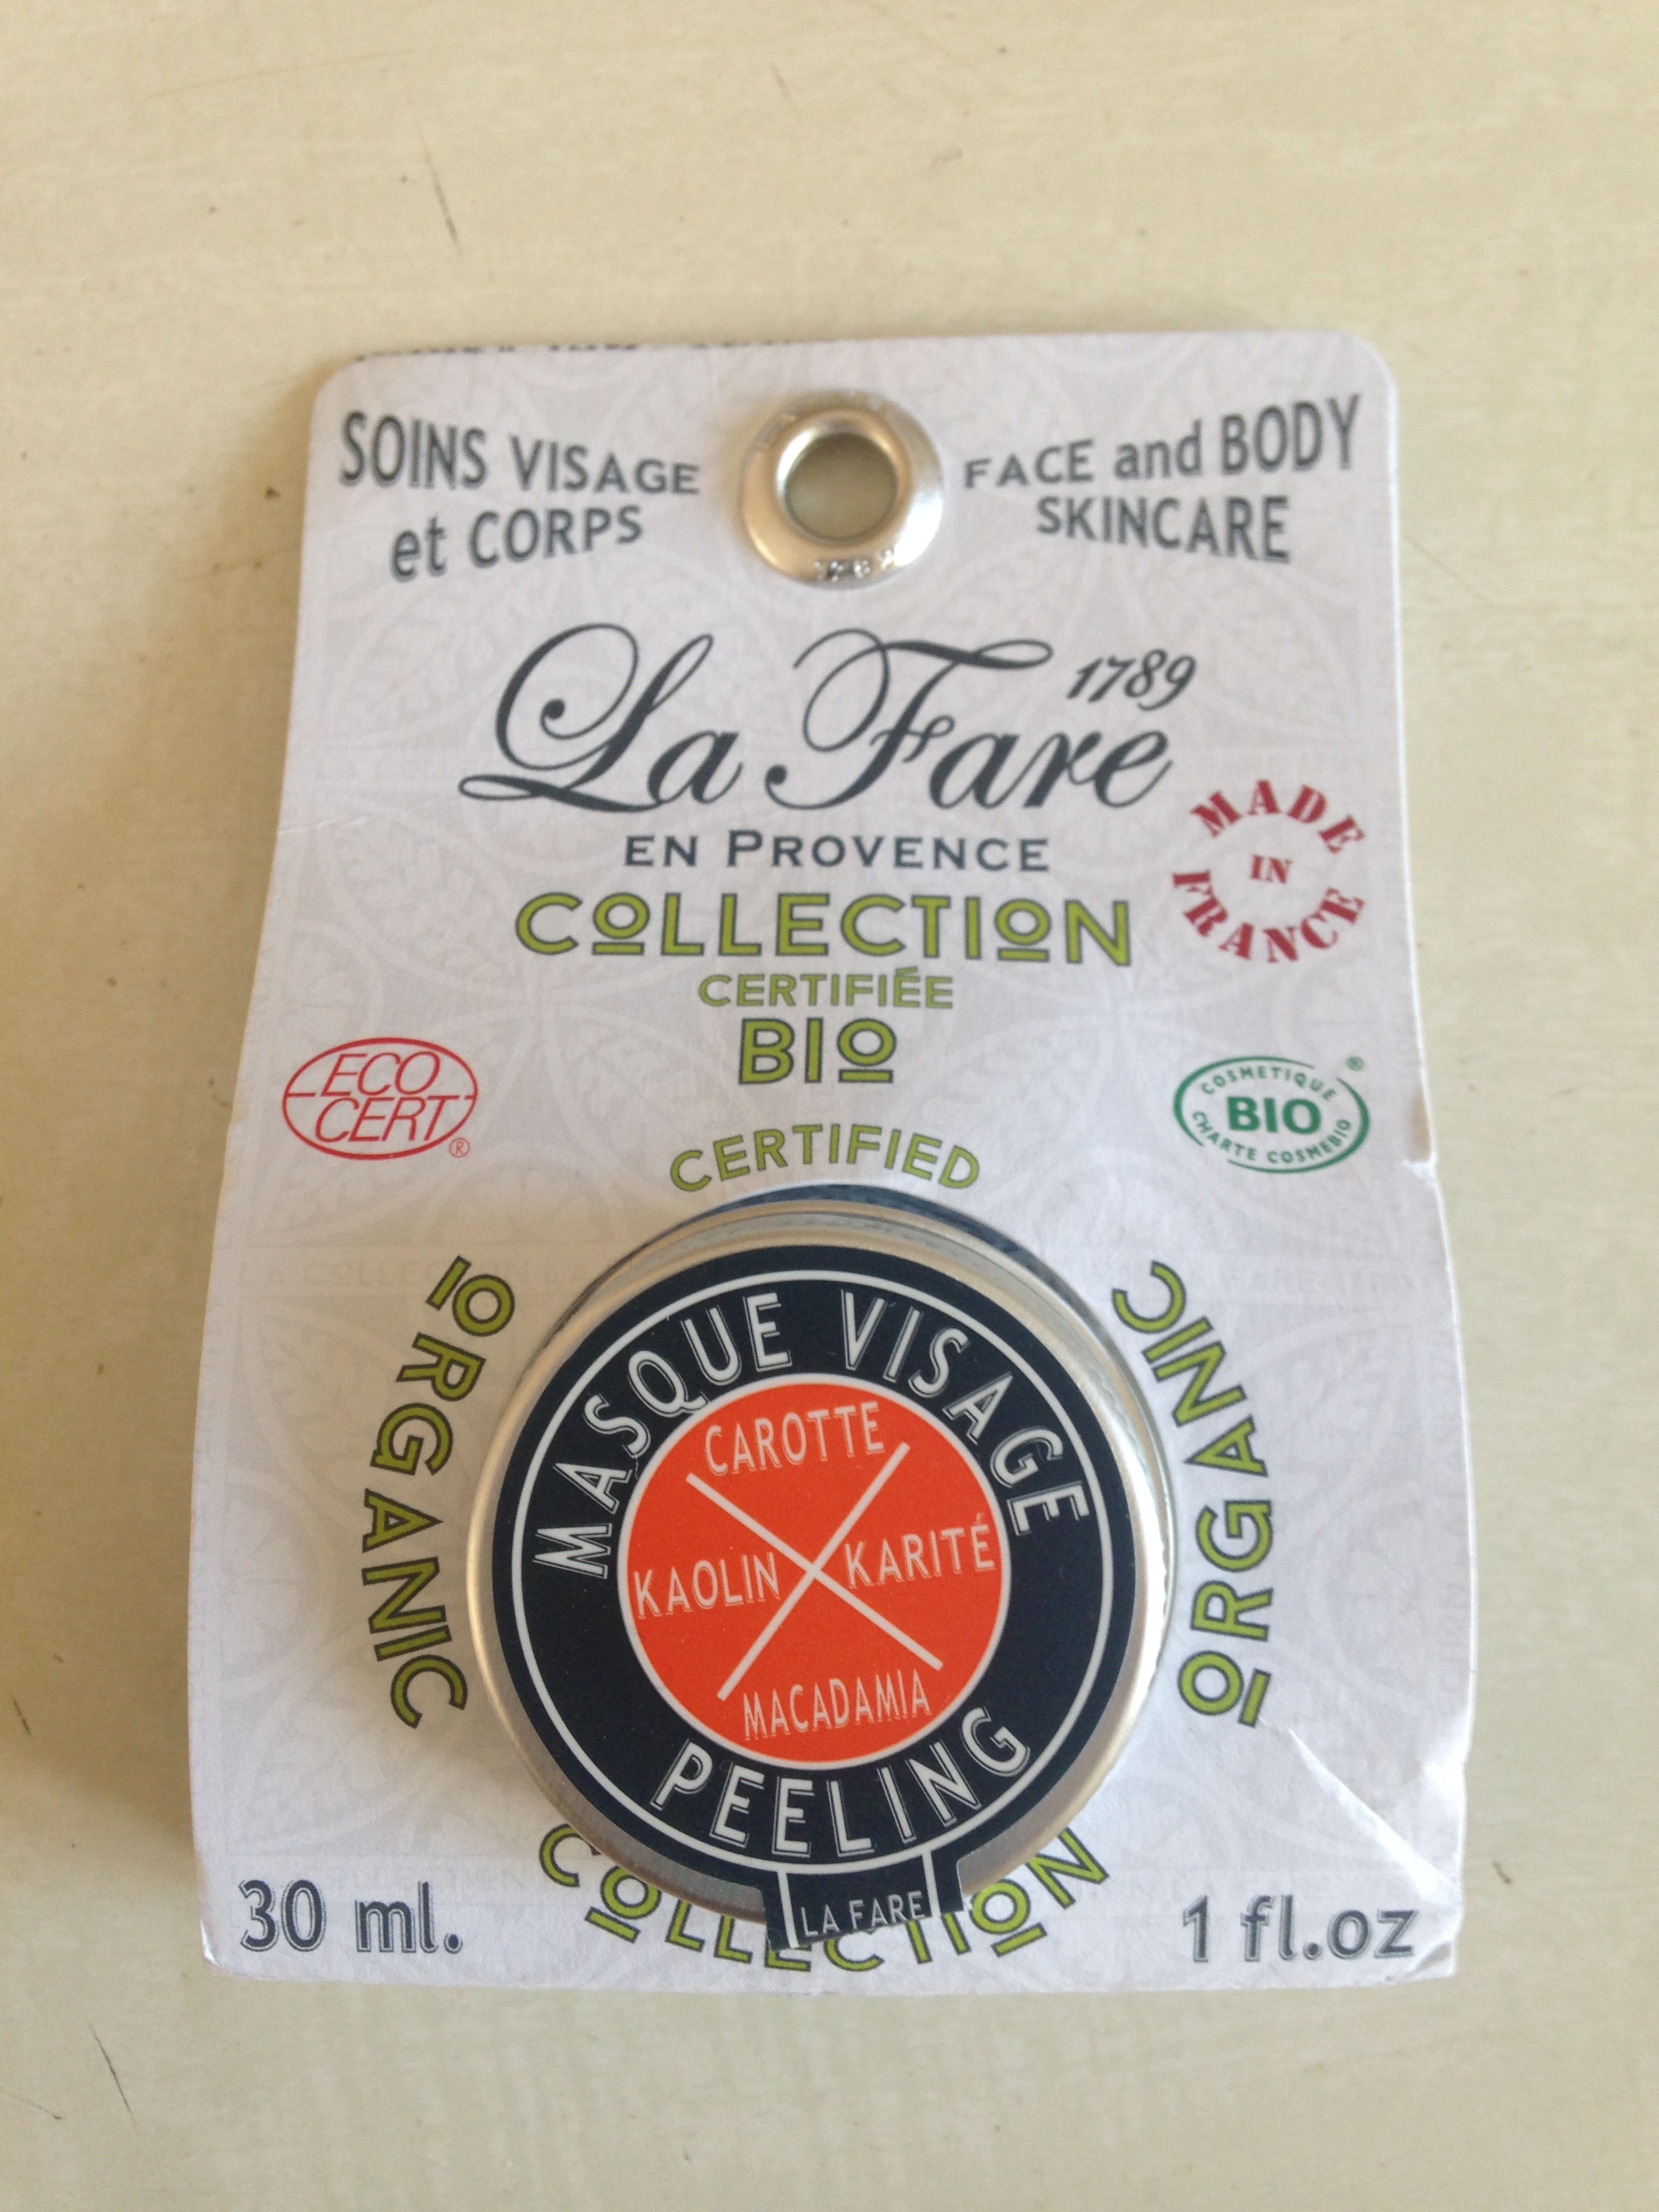 SOINS VISAGE
et CORPS
FACE and BODY
SKINCARE
La Fare 1789
EN PROVENCE
MADE
IN
FRANCE
COLLECTION
CERTIFIÉE
BIO
ECO
CERT®
COSMETIQUE ®
BIO
CHARTE COSMEBIO
CERTIFIED
ORGANIC
ORGANIC
MASQUE VISAGE
CAROTTE
KAOLIN KARITÉ
MACADAMIA
PEELING
LA FARE
COLLECTION
30 ml.
1 fl.oz